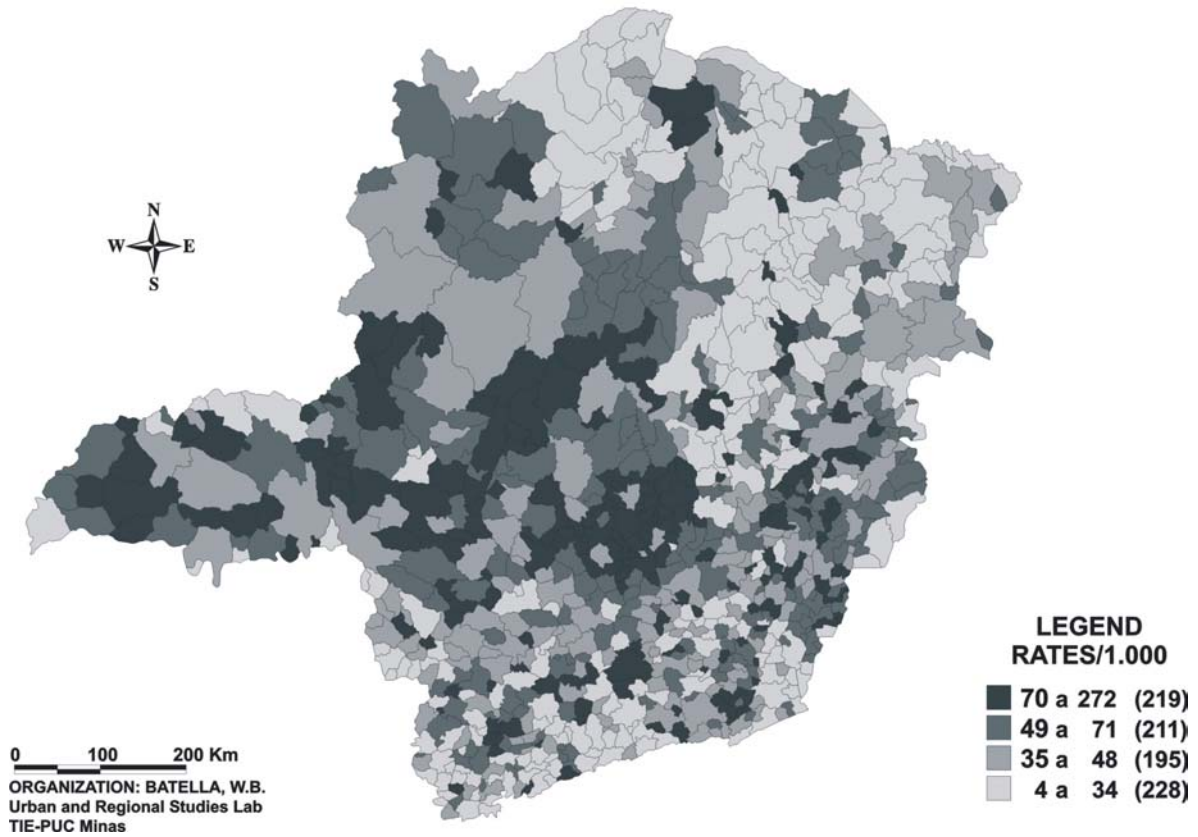 N
W E
S
LEGEND
RATES/1.000
70 a 272 (219)
49 a 71 (211)
35 a 48 (195)
4 a 34 (228)
0 100 200 Km
ORGANIZATION: BATELLA, W.B.
Urban and Regional Studies Lab
TIE-PUC Minas